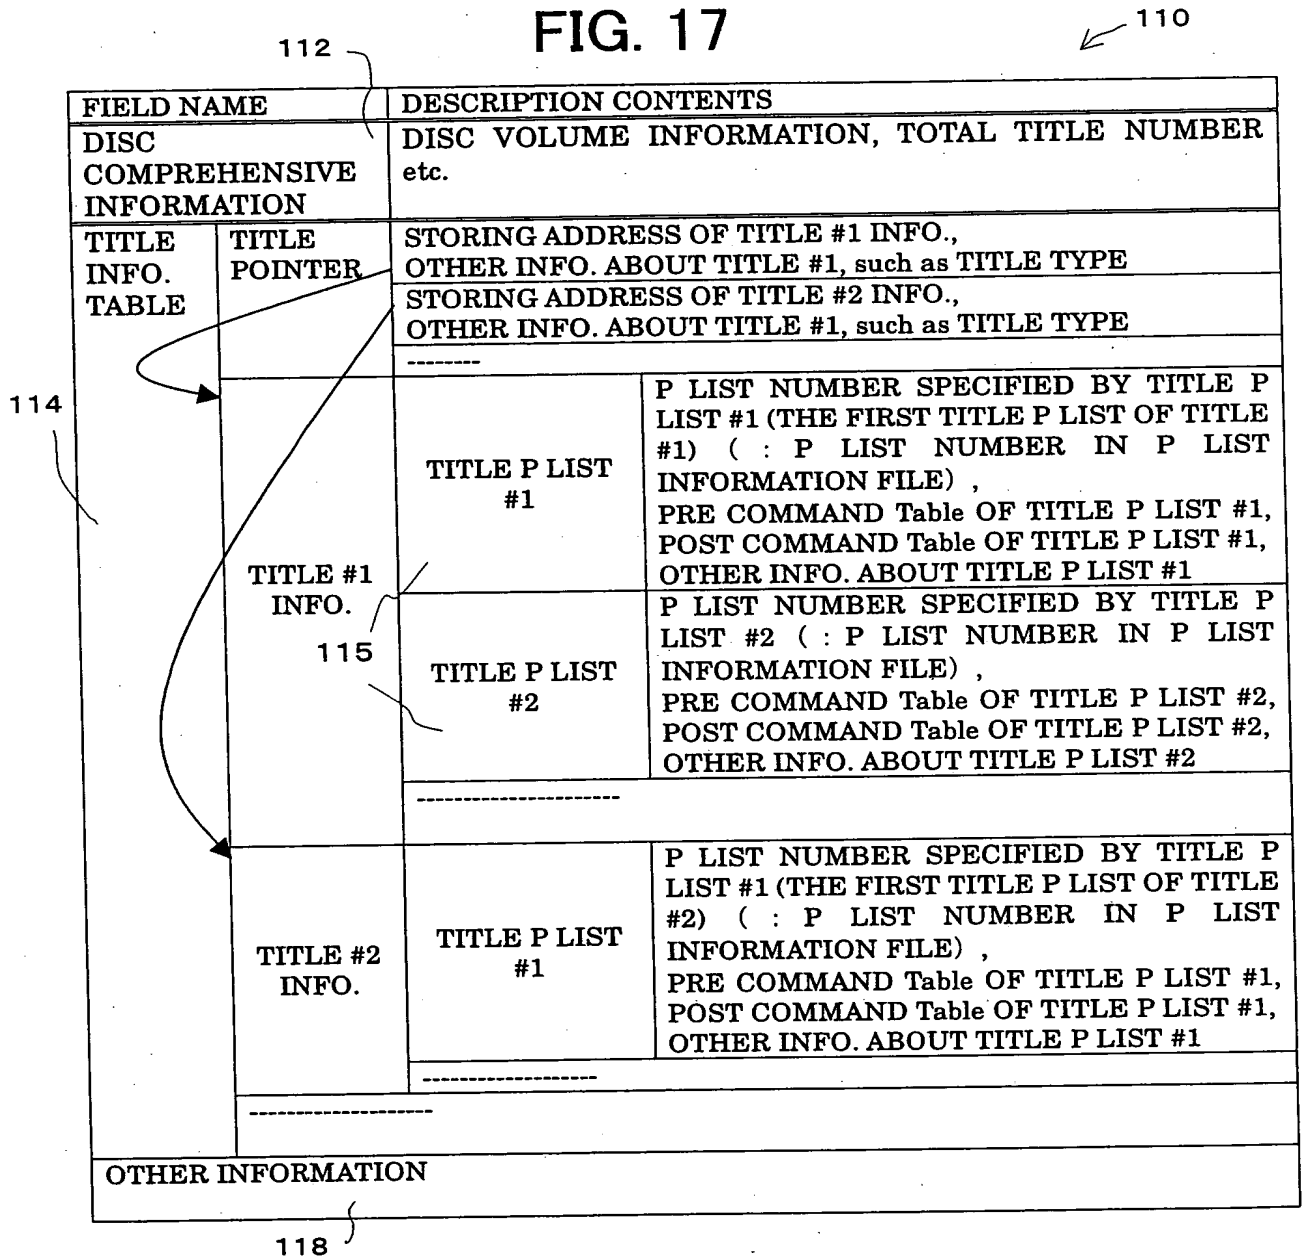 FIG. 17
110
112
FIELD NAME
DESCRIPTION CONTENTS
DISC
COMPREHENSIVE
INFORMATION
DISC VOLUME INFORMATION, TOTAL TITLE NUMBER
etc.
TITLE
INFO.
TABLE
TITLE
POINTER
STORING ADDRESS OF TITLE #1 INFO.,
OTHER INFO. ABOUT TITLE #1, such as TITLE TYPE
STORING ADDRESS OF TITLE #2 INFO.,
OTHER INFO. ABOUT TITLE #1, such as TITLE TYPE
---------
114
TITLE #1
INFO.
TITLE P LIST
#1
P LIST NUMBER SPECIFIED BY TITLE P
LIST #1 (THE FIRST TITLE P LIST OF TITLE
#1) ( : P LIST NUMBER IN P LIST
INFORMATION FILE) ,
PRE COMMAND Table OF TITLE P LIST #1,
POST COMMAND Table OF TITLE P LIST #1,
OTHER INFO. ABOUT TITLE P LIST #1
115
TITLE P LIST
#2
P LIST NUMBER SPECIFIED BY TITLE P
LIST #2 ( : P LIST NUMBER IN P LIST
INFORMATION FILE) ,
PRE COMMAND Table OF TITLE P LIST #2,
POST COMMAND Table OF TITLE P LIST #2,
OTHER INFO. ABOUT TITLE P LIST #2
----------------------
TITLE #2
INFO.
TITLE P LIST
#1
P LIST NUMBER SPECIFIED BY TITLE P
LIST #1 (THE FIRST TITLE P LIST OF TITLE
#2) ( : P LIST NUMBER IN P LIST
INFORMATION FILE) ,
PRE COMMAND Table OF TITLE P LIST #1,
POST COMMAND Table OF TITLE P LIST #1,
OTHER INFO. ABOUT TITLE P LIST #1
-------------------
--------------------
OTHER INFORMATION
118